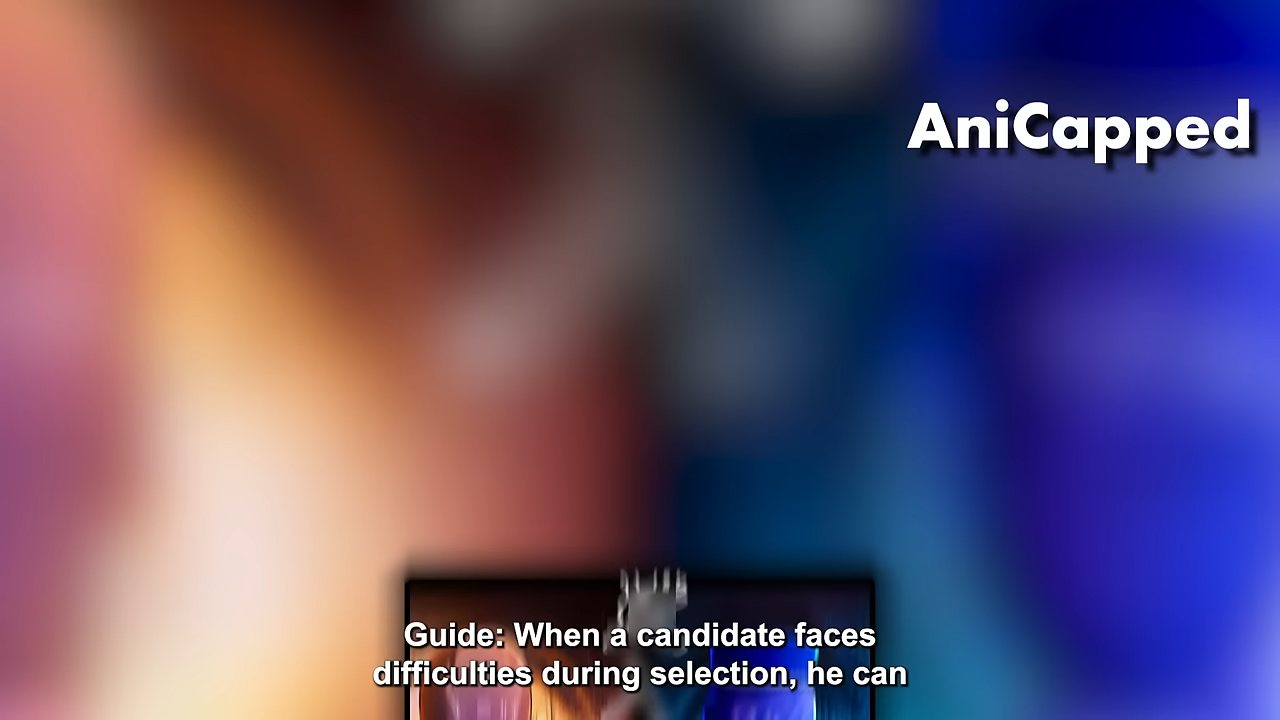 AniCapped
Guide: When a candidate faces
difficulties during selection, he can